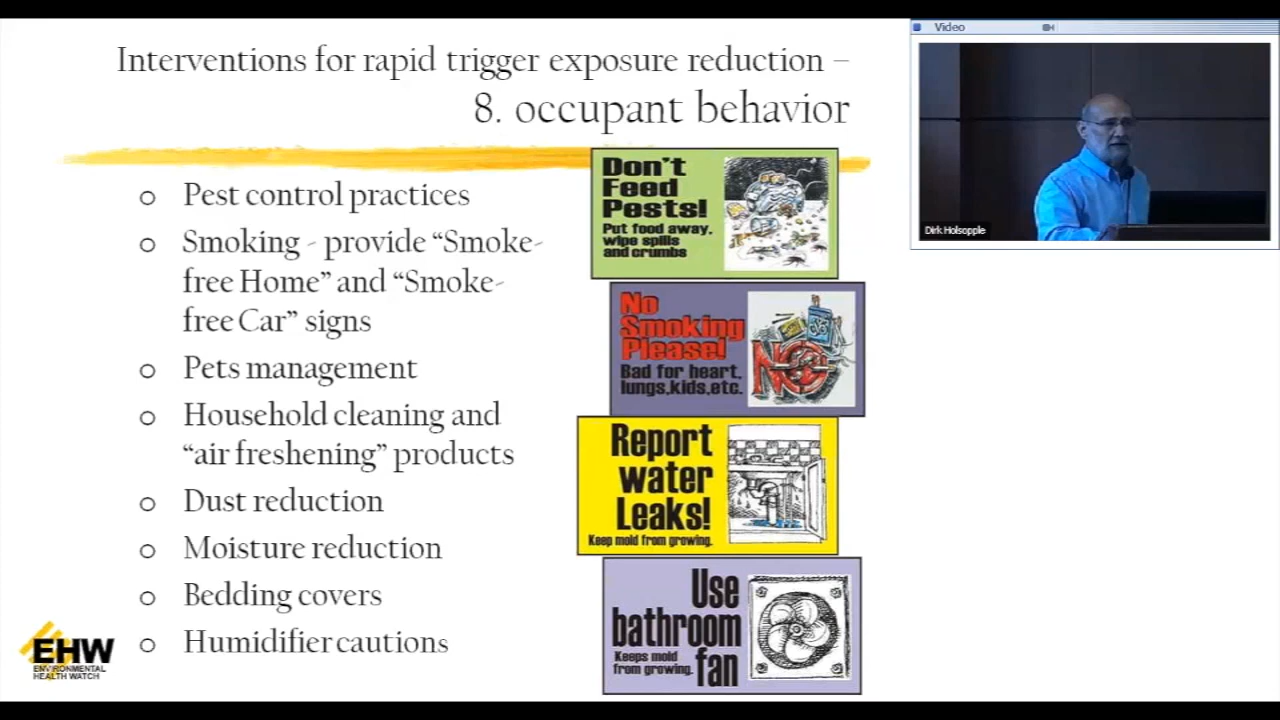 Interventions for rapid trigger exposure reduction –
8. occupant behavior
o Pest control practices
o Smoking - provide “Smoke-
free Home” and “Smoke-
free Car” signs
o Pets management
o Household cleaning and
“air freshening” products
o Dust reduction
o Moisture reduction
o Bedding covers
o Humidifier cautions
Don't
Feed
Pests!
Put food away,
wipe spills
and crumbs
No
Smoking
Please!
Bad for heart,
lungs,kids,etc.
NO
Report
water
Leaks!
Keep mold from growing.
Use
bathroom
fan
Keeps mold
from growing.
EHW
ENVIRONMENTAL
HEALTH WATCH
Video
Dirk Holsopple